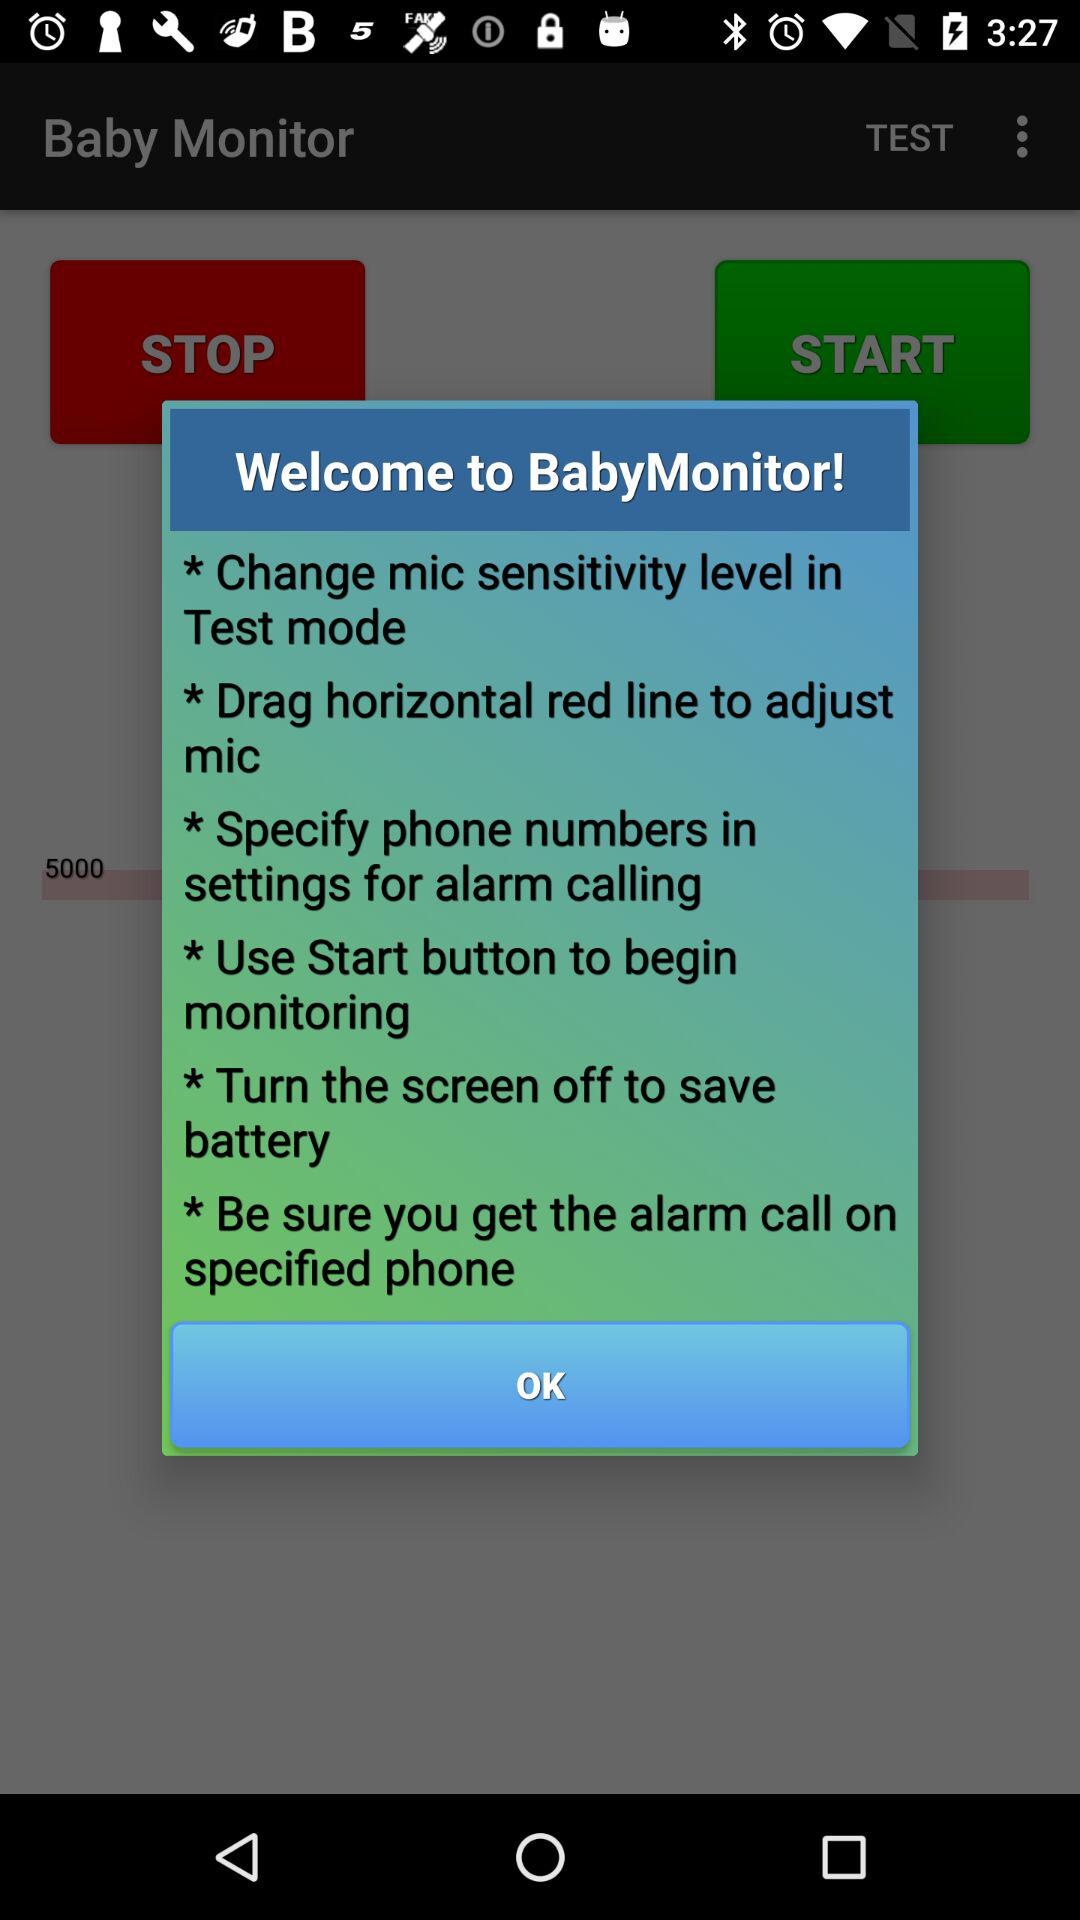 B 5 FAKE 3:27
Baby Monitor TEST
STOP START
Welcome to BabyMonitor!
* Change mic sensitivity level in
Test mode
* Drag horizontal red line to adjust
mic
* Specify phone numbers in
settings for alarm calling
5000
* Use Start button to begin
monitoring
* Turn the screen off to save
battery
* Be sure you get the alarm call on
specified phone
OK